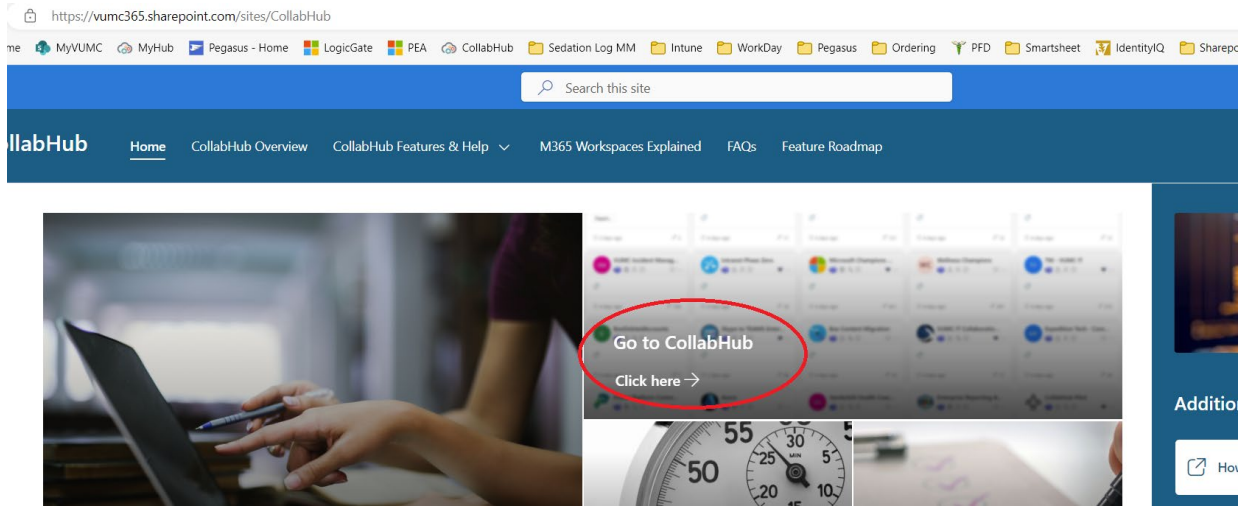 https://vumc365.sharepoint.com/sites/CollabHub
me MyVUMC MyHub Pegasus - Home LogicGate PEA CollabHub Sedation Log MM Intune WorkDay Pegasus Ordering PFD Smartsheet IdentityIQ Sharepo
Search this site
llabHub Home CollabHub Overview CollabHub Features & Help M365 Workspaces Explained FAQs Feature Roadmap
Go to CollabHub
Click here
Additio
How
55
30
MIN
50
25
5
20
10